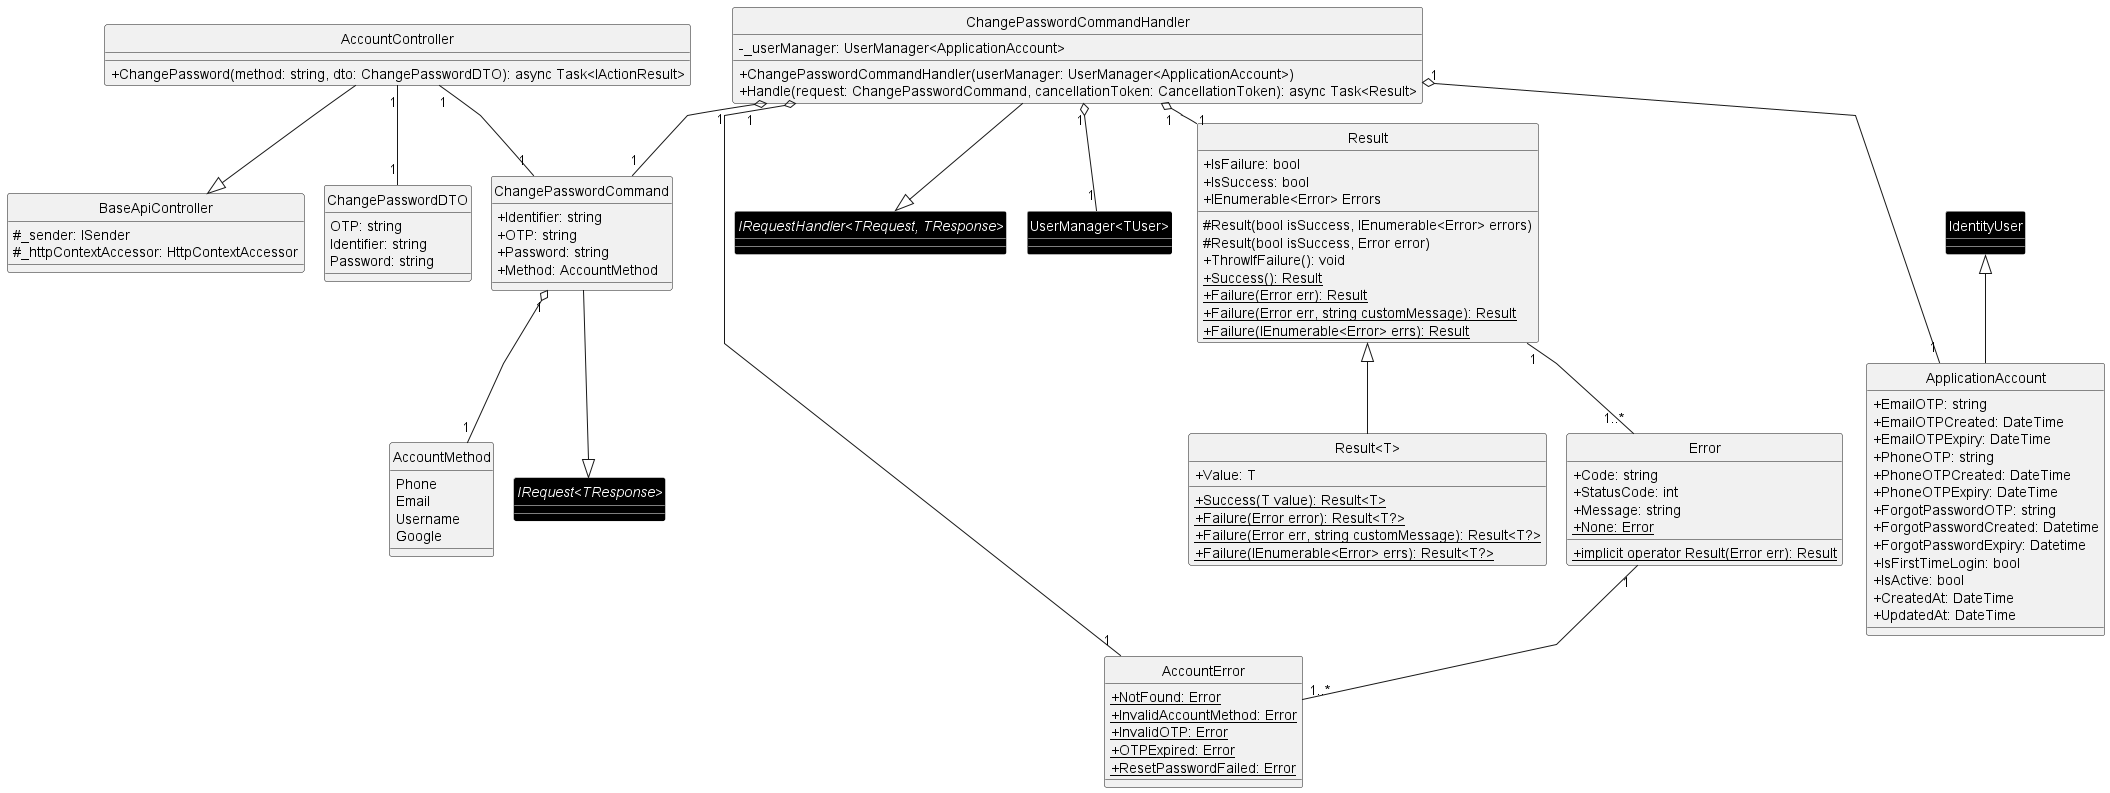 AccountController
+ChangePassword(method: string, dto: ChangePasswordDTO): async Task<IActionResult>
ChangePasswordCommandHandler
-_userManager: UserManager<ApplicationAccount>
+ChangePasswordCommandHandler(userManager: UserManager<ApplicationAccount>)
+Handle(request: ChangePasswordCommand, cancellationToken: CancellationToken): async Task<Result>
1
1
1
1
1
1
1
1
1
1
1
1
1
BaseApiController
#_sender: ISender
#_httpContextAccessor: HttpContextAccessor
ChangePasswordDTO
OTP: string
Identifier: string
Password: string
ChangePasswordCommand
+Identifier: string
+OTP: string
+Password: string
+Method: AccountMethod
IRequestHandler<TRequest, TResponse>
UserManager<TUser>
Result
+IsFailure: bool
+IsSuccess: bool
+IEnumerable<Error> Errors
#Result(bool isSuccess, IEnumerable<Error> errors)
#Result(bool isSuccess, Error error)
+ThrowIfFailure(): void
+Success(): Result
+Failure(Error err): Result
+Failure(Error err, string customMessage): Result
+Failure(IEnumerable<Error> errs): Result
IdentityUser
1
1
1
1..*
1
AccountMethod
Phone
Email
Username
Google
IRequest<TResponse>
Result<T>
+Value: T
+Success(T value): Result<T>
+Failure(Error error): Result<T?>
+Failure(Error err, string customMessage): Result<T?>
+Failure(IEnumerable<Error> errs): Result<T?>
Error
+Code: string
+StatusCode: int
+Message: string
+None: Error
+implicit operator Result(Error err): Result
ApplicationAccount
+EmailOTP: string
+EmailOTPCreated: DateTime
+EmailOTPExpiry: DateTime
+PhoneOTP: string
+PhoneOTPCreated: DateTime
+PhoneOTPExpiry: DateTime
+ForgotPasswordOTP: string
+ForgotPasswordCreated: Datetime
+ForgotPasswordExpiry: Datetime
+IsFirstTimeLogin: bool
+IsActive: bool
+CreatedAt: DateTime
+UpdatedAt: DateTime
1
1
1..*
AccountError
+NotFound: Error
+InvalidAccountMethod: Error
+InvalidOTP: Error
+OTPExpired: Error
+ResetPasswordFailed: Error